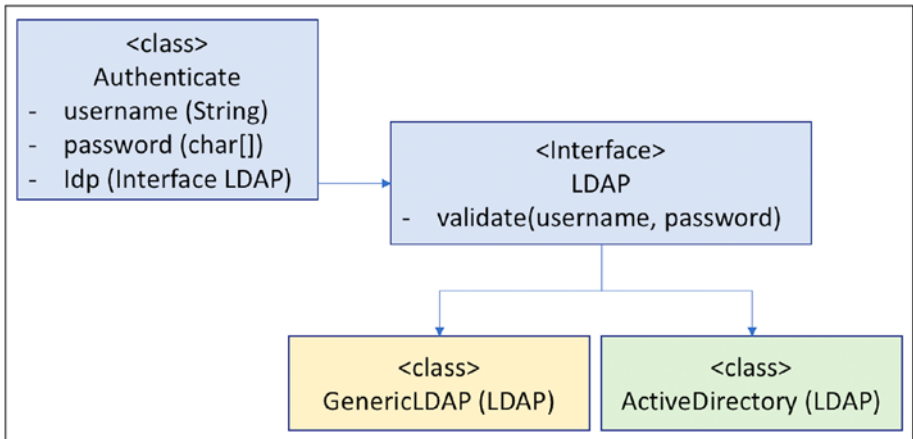 <class>
Authenticate
- username (String)
- password (char[])
- Idp (Interface LDAP)
<Interface>
LDAP
- validate(username, password)
<class>
GenericLDAP (LDAP)
<class>
ActiveDirectory (LDAP)